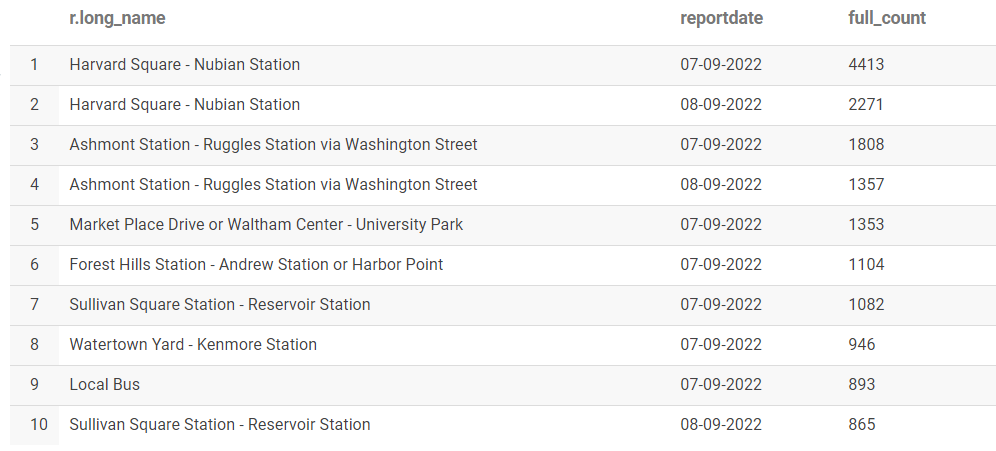 r.long_name reportdate full_count
1 Harvard Square - Nubian Station 07-09-2022 4413
2 Harvard Square - Nubian Station 08-09-2022 2271
3 Ashmont Station - Ruggles Station via Washington Street 07-09-2022 1808
4 Ashmont Station - Ruggles Station via Washington Street 08-09-2022 1357
5 Market Place Drive or Waltham Center - University Park 07-09-2022 1353
6 Forest Hills Station - Andrew Station or Harbor Point 07-09-2022 1104
7 Sullivan Square Station - Reservoir Station 07-09-2022 1082
8 Watertown Yard - Kenmore Station 07-09-2022 946
9 Local Bus 07-09-2022 893
10 Sullivan Square Station - Reservoir Station 08-09-2022 865